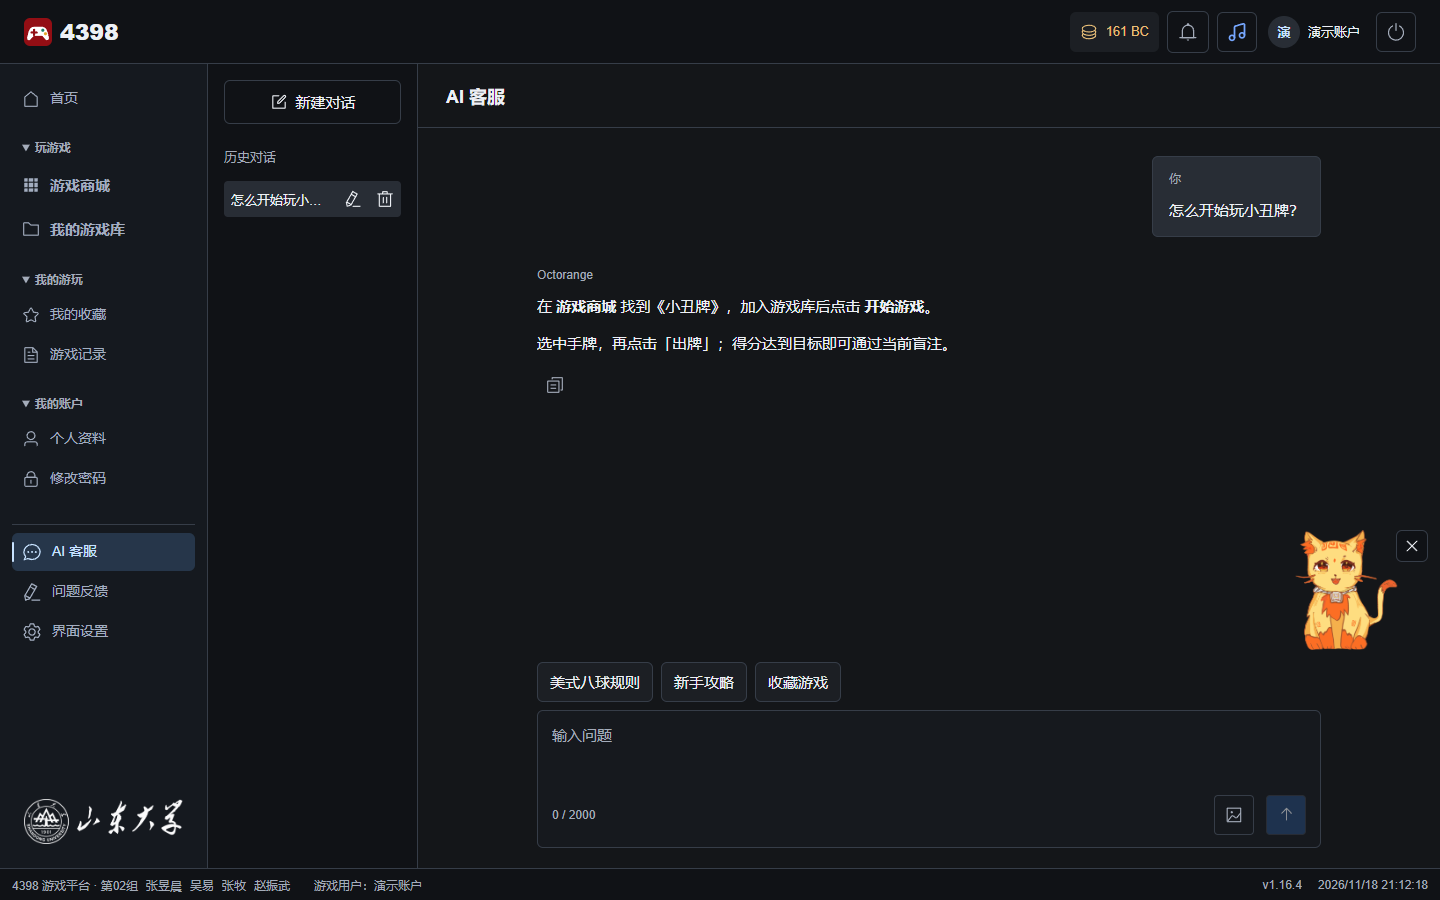 4398
161 BC
演
演示账户
首页
玩游戏
游戏商城
我的游戏库
我的游玩
我的收藏
游戏记录
我的账户
个人资料
修改密码
AI 客服
问题反馈
界面设置
山东大学
新建对话
历史对话
怎么开始玩小...
AI 客服
你
怎么开始玩小丑牌?
Octorange
在 游戏商城 找到《小丑牌》，加入游戏库后点击 开始游戏。
选中手牌，再点击「出牌」；得分达到目标即可通过当前盲注。
美式八球规则
新手攻略
收藏游戏
输入问题
0 / 2000
4398 游戏平台 · 第02组 张昱晨 吴易 张牧 赵振武
游戏用户：演示账户
v1.16.4
2026/11/18 21:12:18